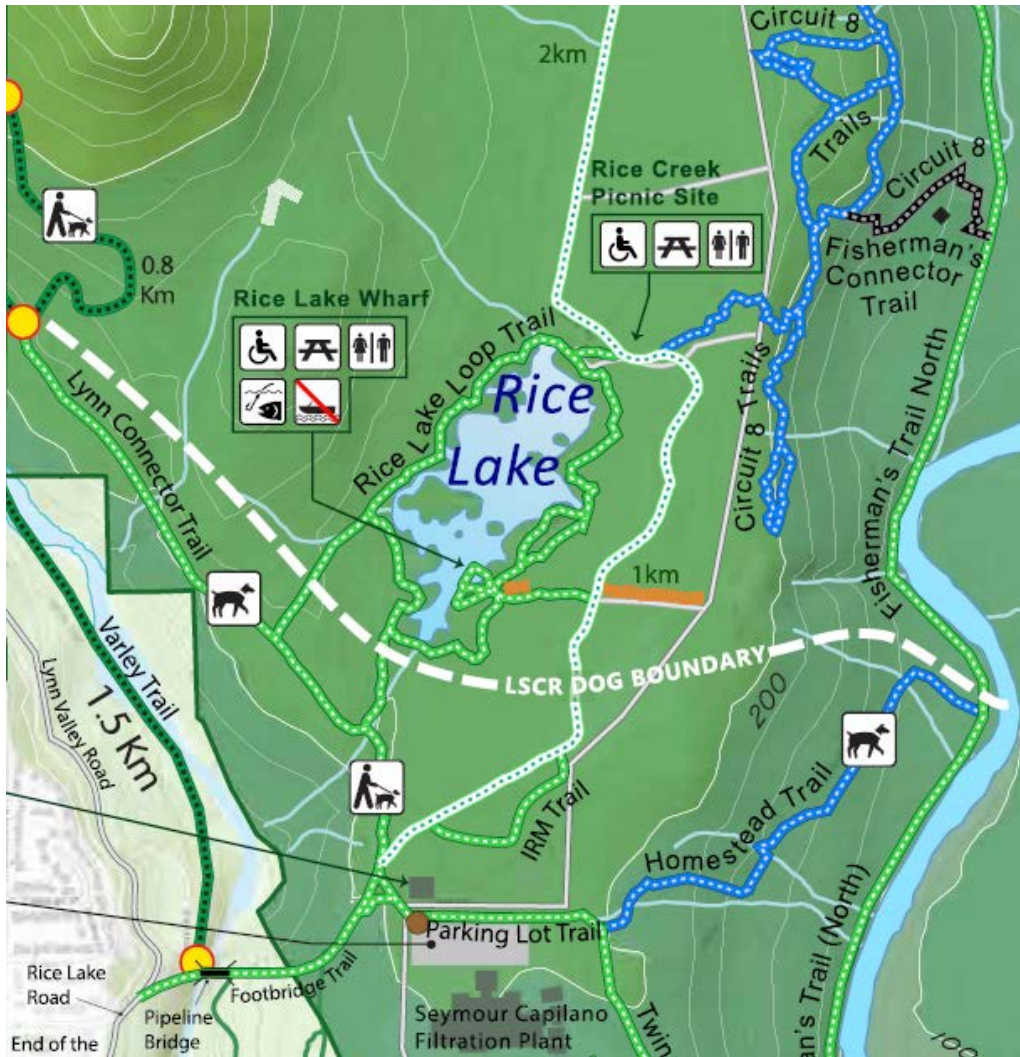 Circuit 8
2km
Trails
Rice Creek
Picnic Site
Circuit 8
Fisherman's
Connector
Trail
0.8
Km
Rice Lake Wharf
Rice Lake Loop Trail
Rice
Lake
Lynn Connector Trail
Circuit 8 Trails
Fisherman's Trail North
1km
Varley Trail
1.5 Km
Lynn Valley Road
LSCR DOG BOUNDARY
200
Homestead Trail
IRM Trail
Parking Lot Trail
an's Trail (North)
Footbridge Trail
Rice Lake
Road
Pipeline
Bridge
End of the
Seymour Capilano
Filtration Plant
Twin
100